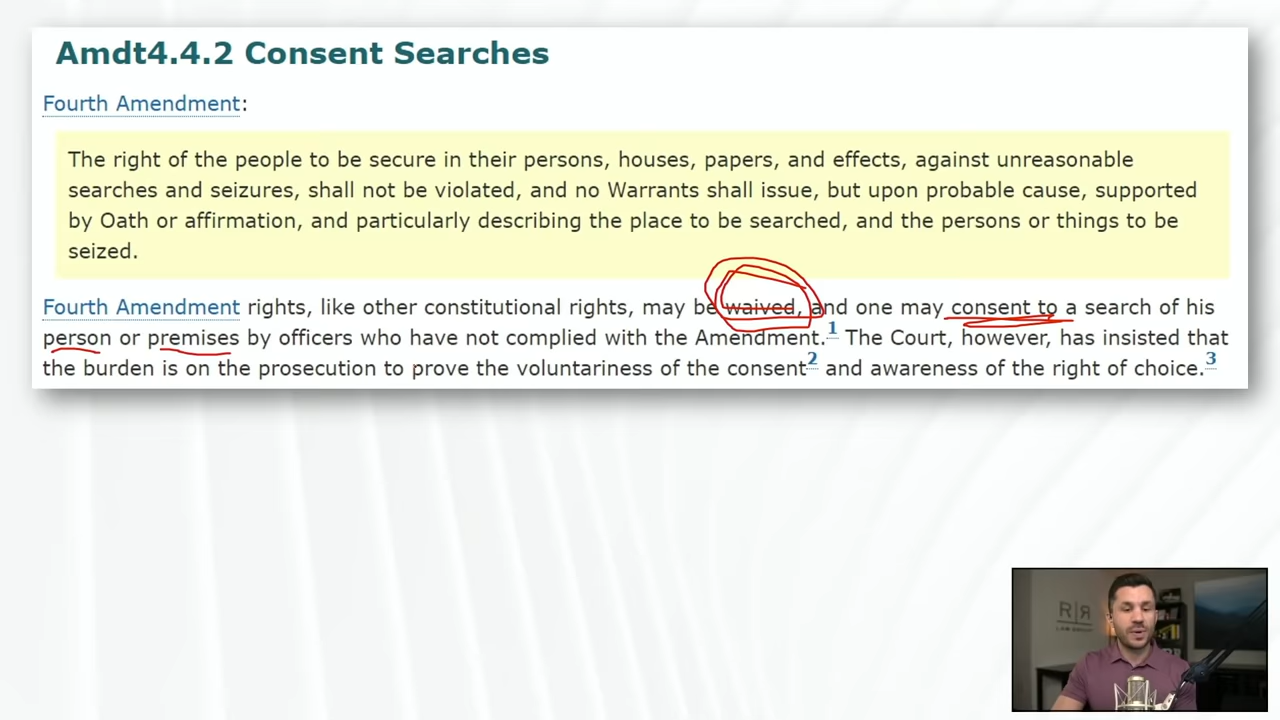 Amdt4.4.2 Consent Searches
Fourth Amendment:
The right of the people to be secure in their persons, houses, papers, and effects, against unreasonable
searches and seizures, shall not be violated, and no Warrants shall issue, but upon probable cause, supported
by Oath or affirmation, and particularly describing the place to be searched, and the persons or things to be
seized.
Fourth Amendment rights, like other constitutional rights, may be waived, and one may consent to a search of his
person or premises by officers who have not complied with the Amendment.1 The Court, however, has insisted that
the burden is on the prosecution to prove the voluntariness of the consent2 and awareness of the right of choice.3
R|R
LAW GROUP